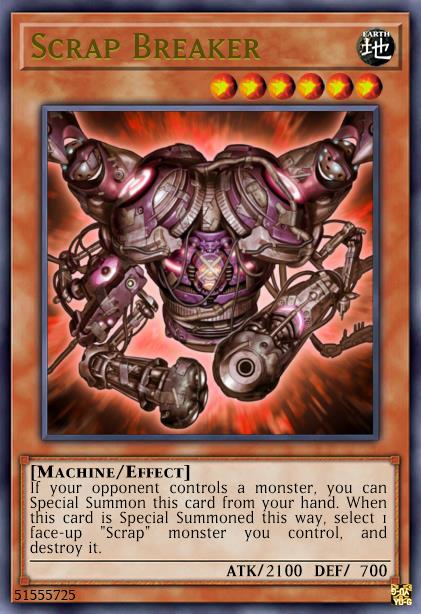 Scrap Breaker
EARTH
地
[Machine/Effect]
If your opponent controls a monster, you can
Special Summon this card from your hand. When
this card is Special Summoned this way, select 1
face-up "Scrap" monster you control, and
destroy it.
ATK/2100 DEF/ 700
51555725